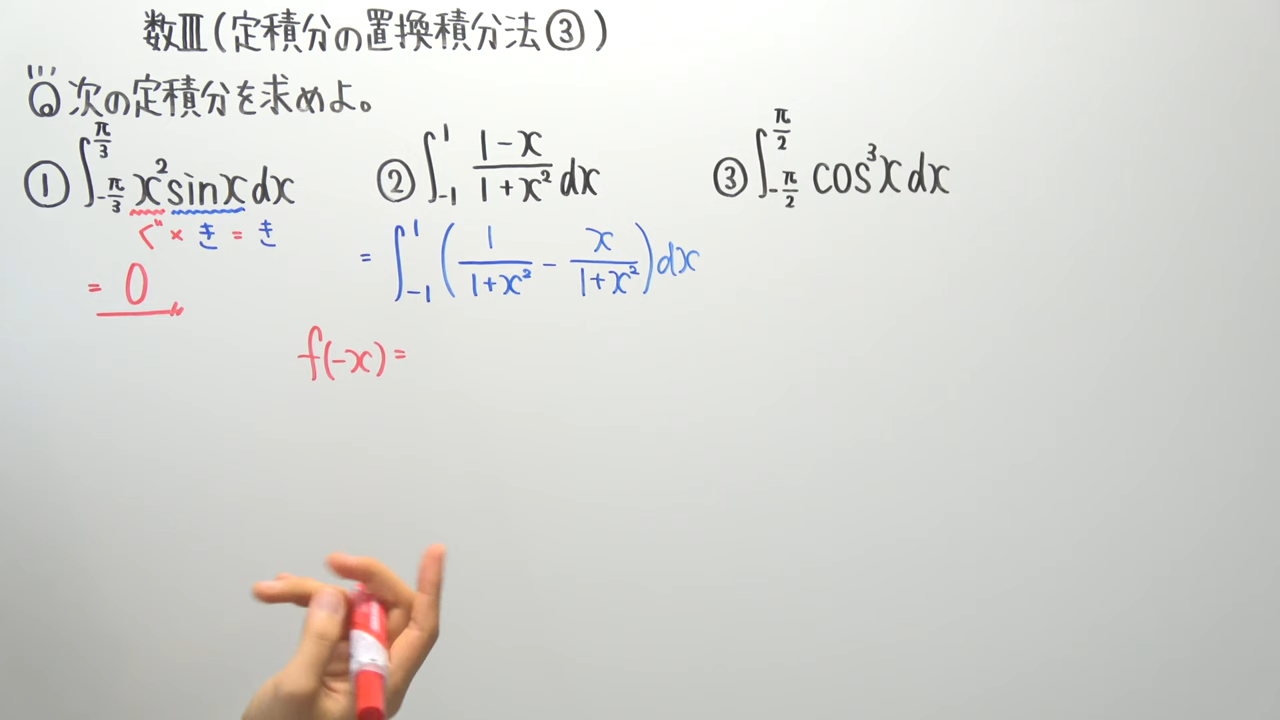 数Ⅲ(定積分の置換積分法③)
Q 次の定積分を求めよ。
① ∫_{-π/3}^{π/3} x² sinx dx
ぐ × き = き
= 0
② ∫_{-1}^{1} (1-x)/(1+x²) dx
= ∫_{-1}^{1} (1/(1+x²) - x/(1+x²)) dx
f(-x) =
③ ∫_{-π/2}^{π/2} cos³x dx